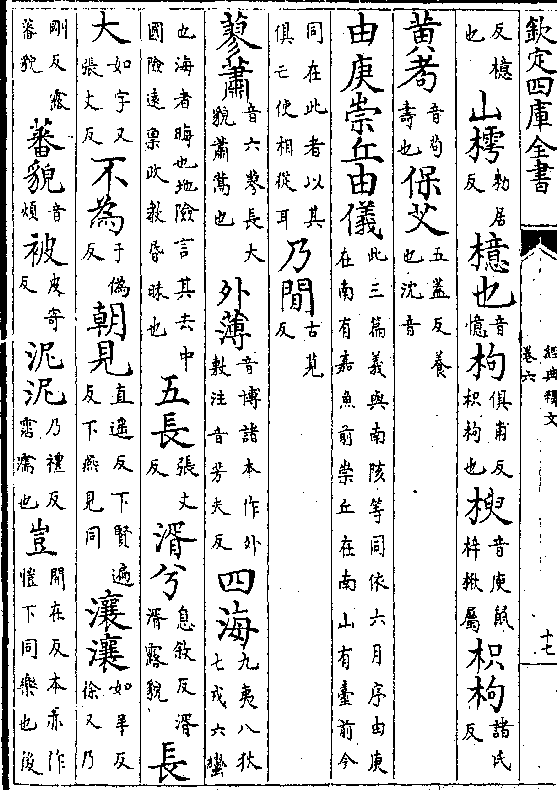 欽定四庫全書
經典釋文
卷六
十七
反檍也山樗勑居反檍也音憶枸俱甫反枳枸也楰音庾鼠梓楸屬枳枸諸氏反
黃耇音苟壽也保艾五蓋反養也沈音
由庚崇丘由儀此三篇義與南陔等同依六月序由庚在南有嘉魚前崇丘在南山有臺前今
同在此者以其俱亡使相從耳乃間古莧反
蓼蕭音六蓼長大貌蕭蒿也外薄音博諸本作外敷注音芳夫反四海九夷八狄七戎六蠻
也海者晦也地險言其去中國險遠稟政教昏昧也五長張丈反湑兮息敘反湑湑露貌長
大如字又張丈反不為于偽反朝見直遙反下賢遍反下燕見同瀼瀼如羊反徐又乃
剛反露蕃貌蕃貌音煩被皮寄反泥泥乃禮反霑濡也豈開在反本亦作愷下同樂也後